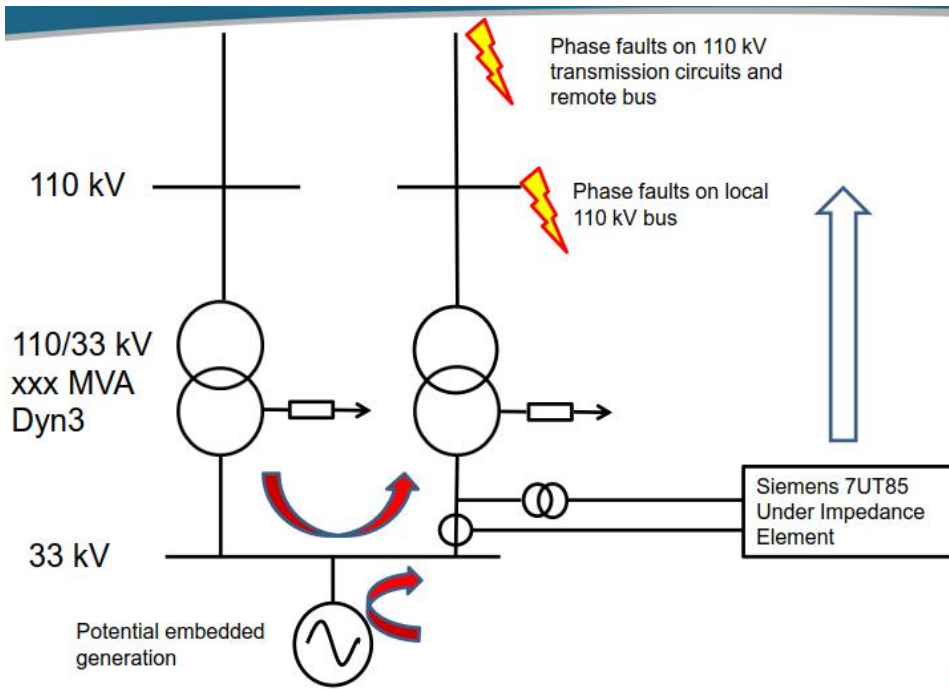 Phase faults on 110 kV
transmission circuits and
remote bus
110 kV
Phase faults on local
110 kV bus
110/33 kV
xxx MVA
Dyn3
Siemens 7UT85
Under Impedance
Element
33 kV
Potential embedded
generation